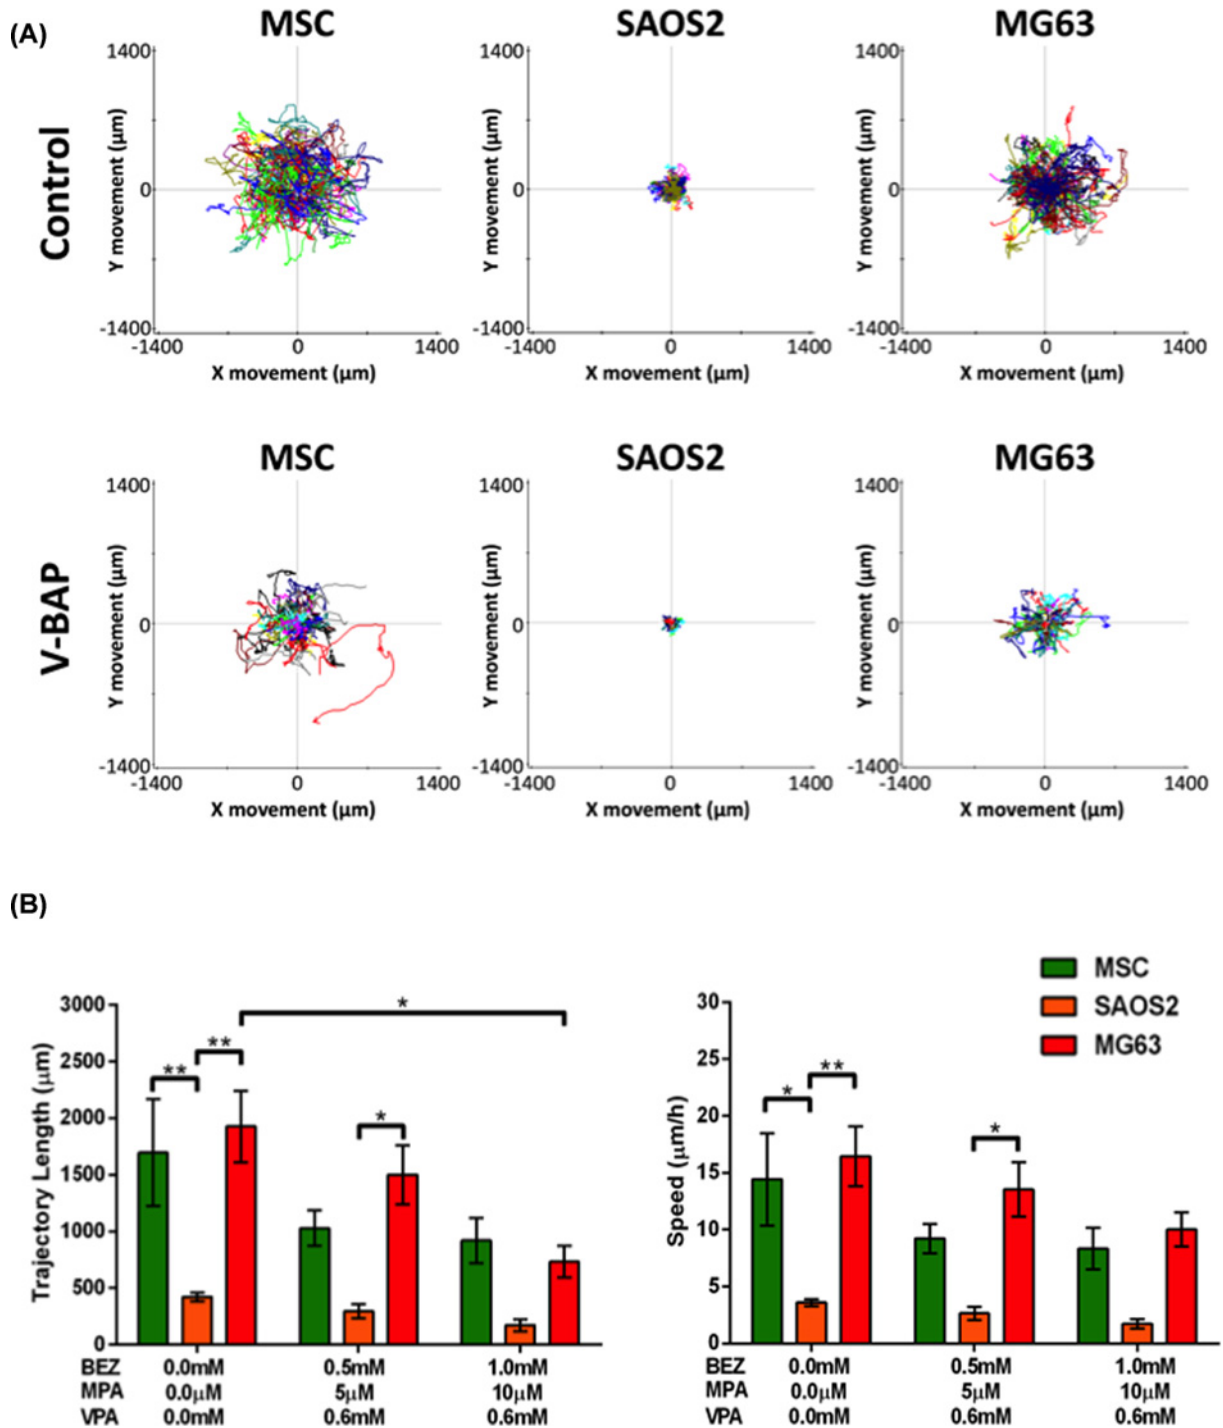 (A)
MSC SAOS2 MG63
Control
Y movement (µm) Y movement (µm) Y movement (µm)
1400 1400 1400
0 0 0
-1400 -1400 -1400
-1400 0 1400 -1400 0 1400 -1400 0 1400
X movement (µm) X movement (µm) X movement (µm)
MSC SAOS2 MG63
V-BAP
Y movement (µm) Y movement (µm) Y movement (µm)
1400 1400 1400
0 0 0
-1400 -1400 -1400
-1400 0 1400 -1400 0 1400 -1400 0 1400
X movement (µm) X movement (µm) X movement (µm)
(B)
Trajectory Length (µm)
3000
2500
2000
1500
1000
500
0
** ** * *
BEZ 0.0mM 0.5mM 1.0mM
MPA 0.0µM 5µM 10µM
VPA 0.0mM 0.6mM 0.6mM
MSC
SAOS2
MG63
Speed (µm/h)
30
25
20
15
10
5
0
* ** *
BEZ 0.0mM 0.5mM 1.0mM
MPA 0.0µM 5µM 10µM
VPA 0.0mM 0.6mM 0.6mM